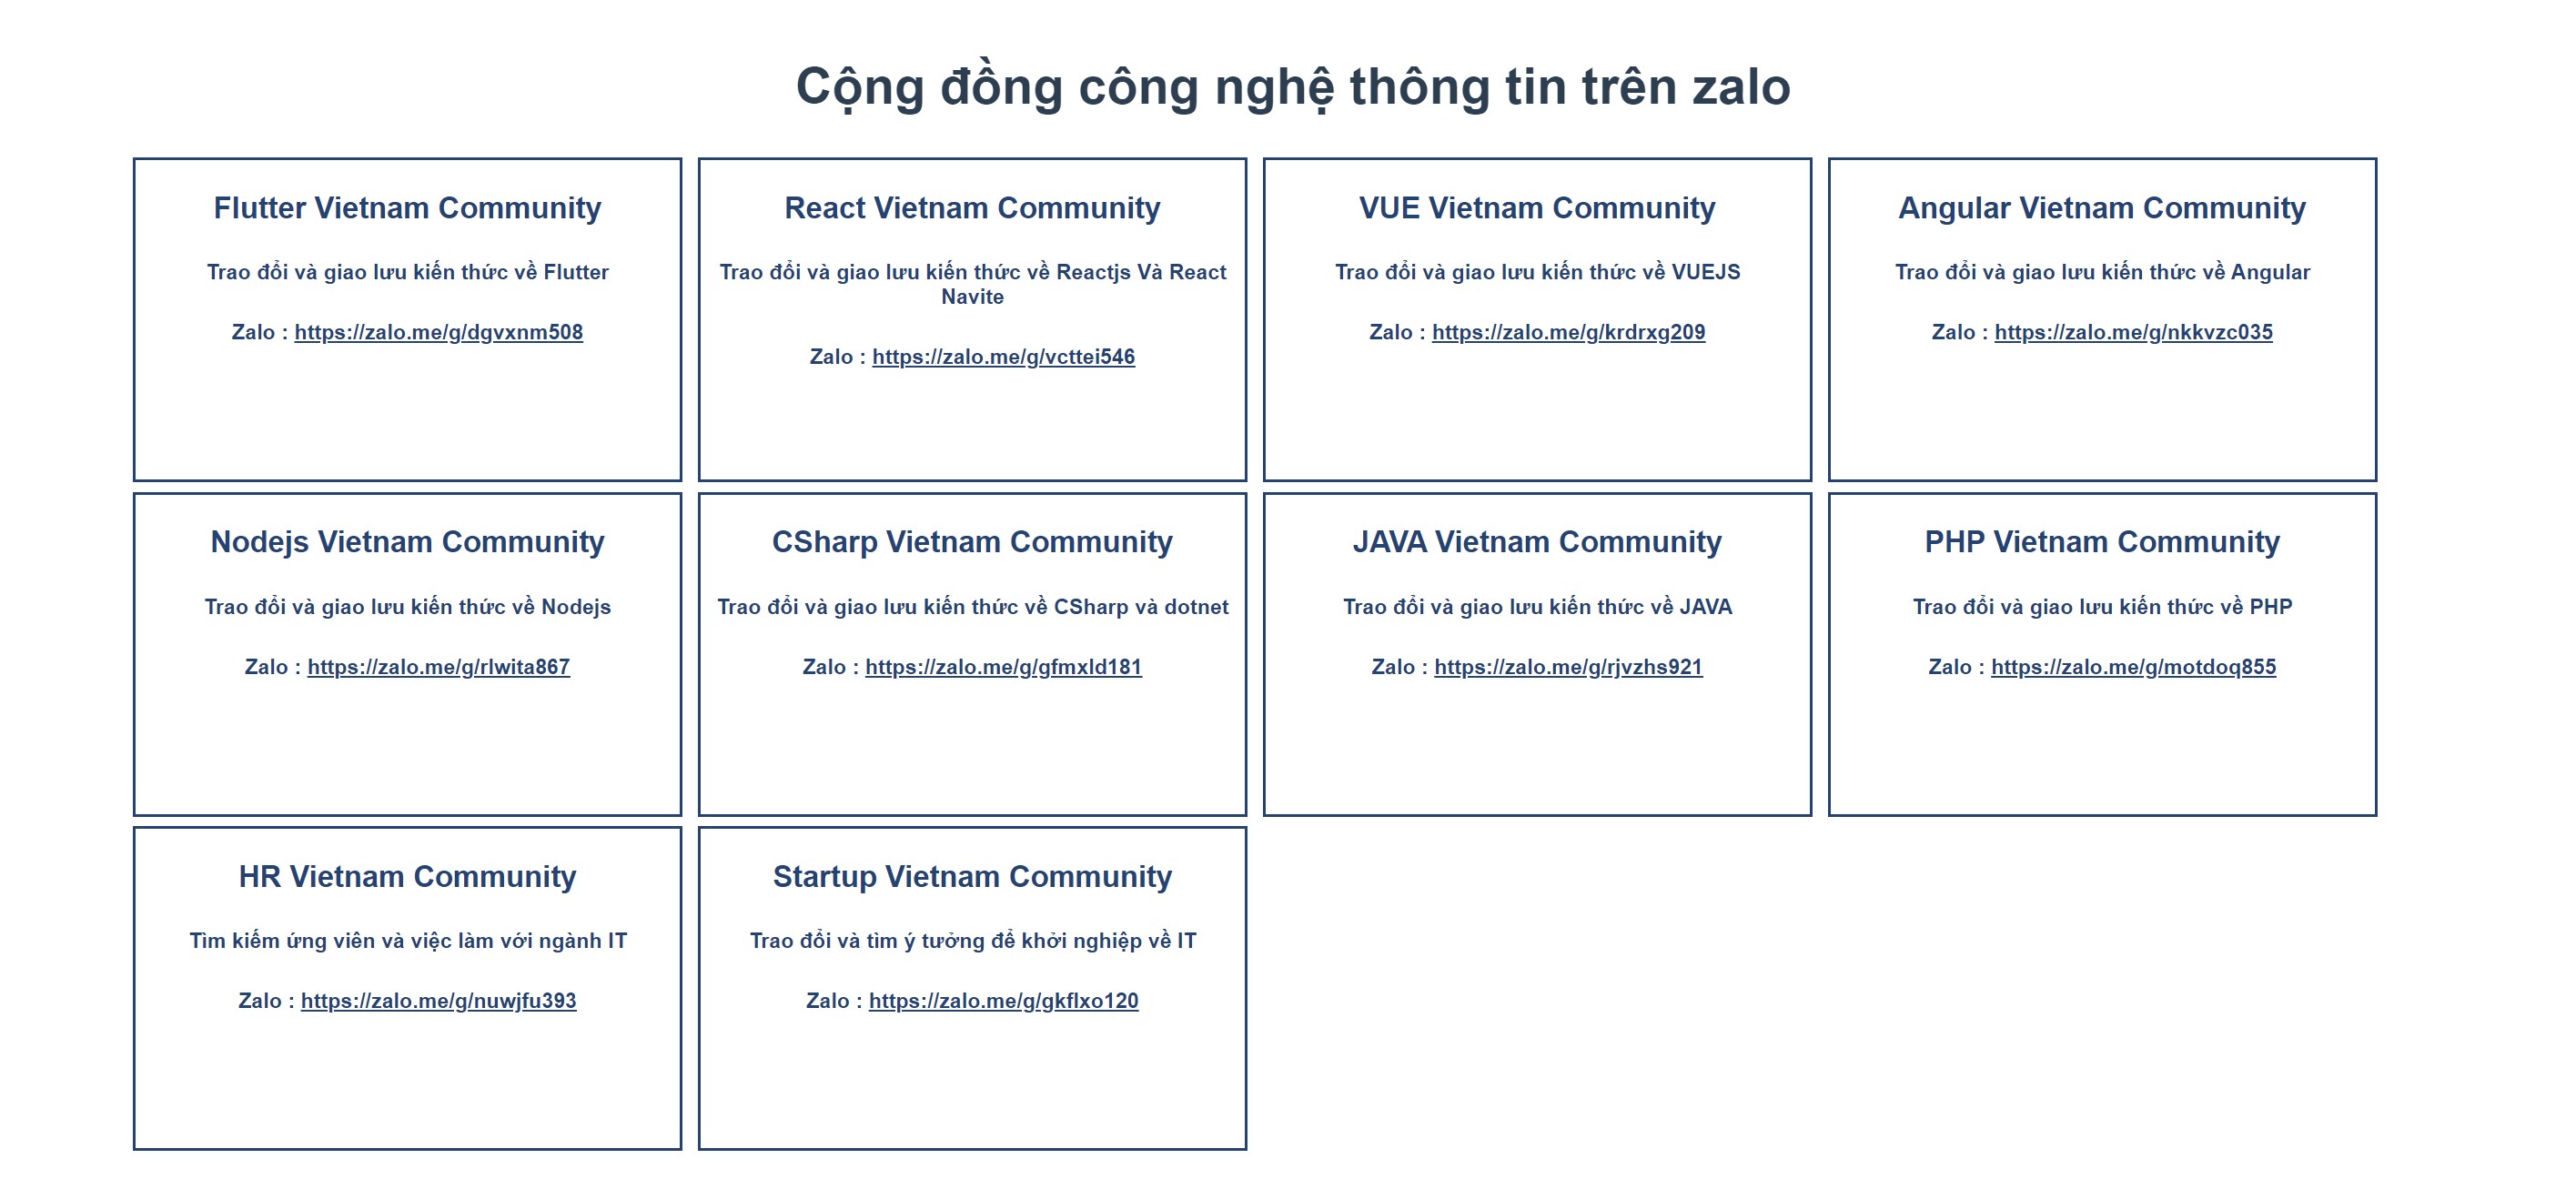 Cộng đồng công nghệ thông tin trên zalo
Flutter Vietnam Community
Trao đổi và giao lưu kiến thức về Flutter
Zalo : https://zalo.me/g/dgvxnm508
React Vietnam Community
Trao đổi và giao lưu kiến thức về Reactjs Và React
Navite
Zalo : https://zalo.me/g/vcttei546
VUE Vietnam Community
Trao đổi và giao lưu kiến thức về VUEJS
Zalo : https://zalo.me/g/krdrxg209
Angular Vietnam Community
Trao đổi và giao lưu kiến thức về Angular
Zalo : https://zalo.me/g/nkkvzc035
Nodejs Vietnam Community
Trao đổi và giao lưu kiến thức về Nodejs
Zalo : https://zalo.me/g/rlwita867
CSharp Vietnam Community
Trao đổi và giao lưu kiến thức về CSharp và dotnet
Zalo : https://zalo.me/g/gfmxld181
JAVA Vietnam Community
Trao đổi và giao lưu kiến thức về JAVA
Zalo : https://zalo.me/g/rjvzhs921
PHP Vietnam Community
Trao đổi và giao lưu kiến thức về PHP
Zalo : https://zalo.me/g/motdoq855
HR Vietnam Community
Tìm kiếm ứng viên và việc làm với ngành IT
Zalo : https://zalo.me/g/nuwjfu393
Startup Vietnam Community
Trao đổi và tìm ý tưởng để khởi nghiệp về IT
Zalo : https://zalo.me/g/gkflxo120